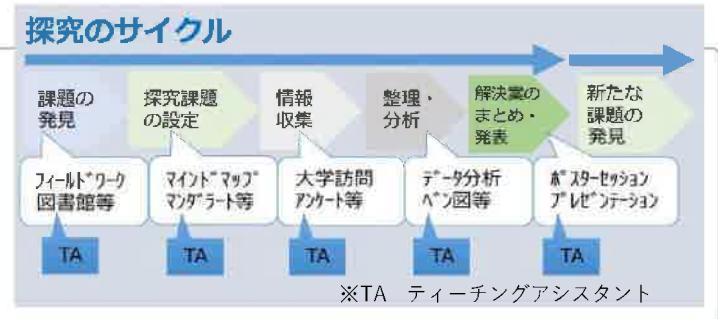 探究のサイクル
課題の
発見
探究課題
の設定
情報
収集
整理・
分析
解決案の
まとめ・
発表
新たな
課題の
発見
フィールドワーク
図書館等
マインドマップ
マンダラート等
大学訪問
アンケート等
データ分析
ベン図等
ポスターセッション
プレゼンテーション
TA
TA
TA
TA
TA
※TA　ティーチングアシスタント